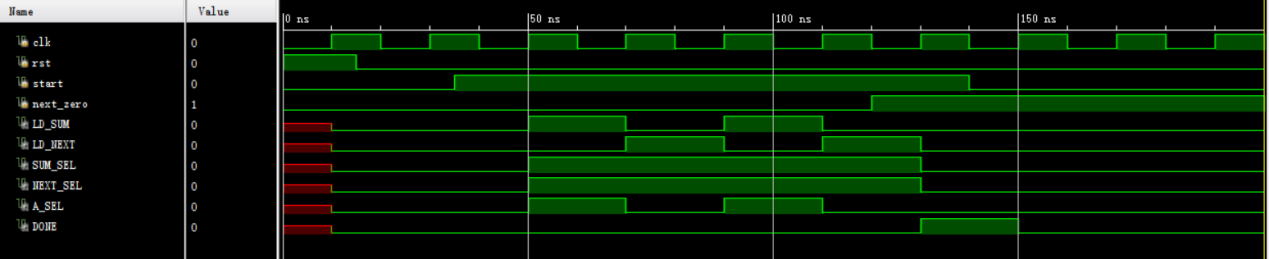 Name Value 0 ns 50 ns 100 ns 150 ns
clk 0
rst 0
start 0
next_zero 1
LD_SUM 0
LD_NEXT 0
SUM_SEL 0
NEXT_SEL 0
A_SEL 0
DONE 0